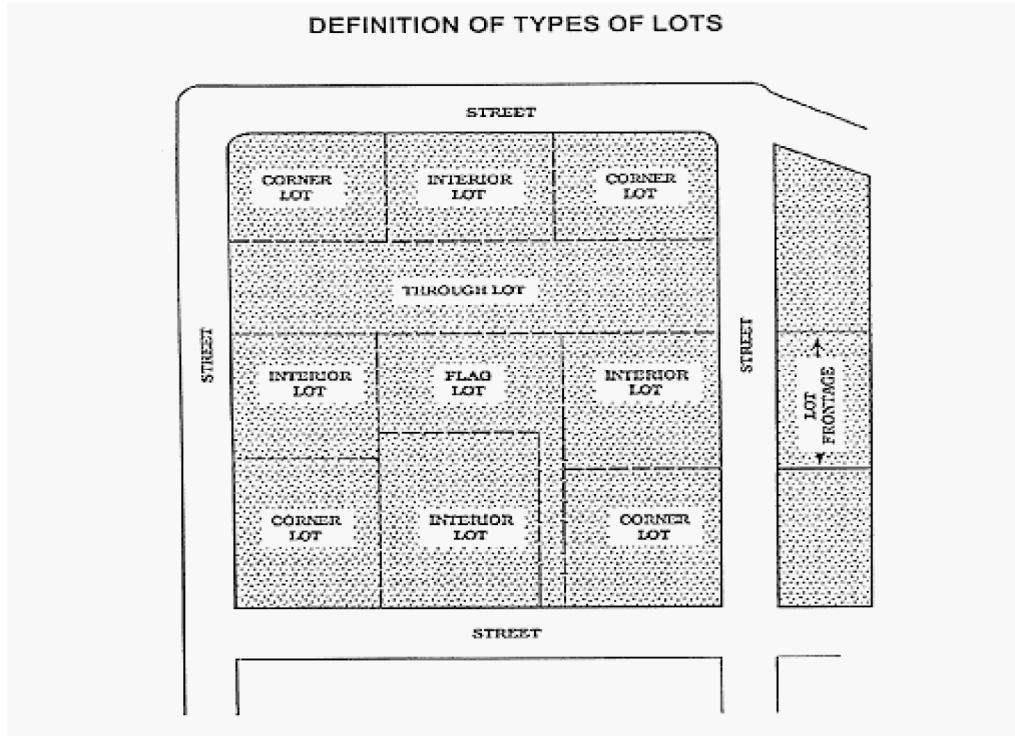 DEFINITION OF TYPES OF LOTS
STREET
CORNER
LOT
INTERIOR
LOT
CORNER
LOT
THROUGH LOT
STREET
STREET
INTERIOR
LOT
FLAG
LOT
INTERIOR
LOT
LOT
FRONTAGE
CORNER
LOT
INTERIOR
LOT
CORNER
LOT
STREET